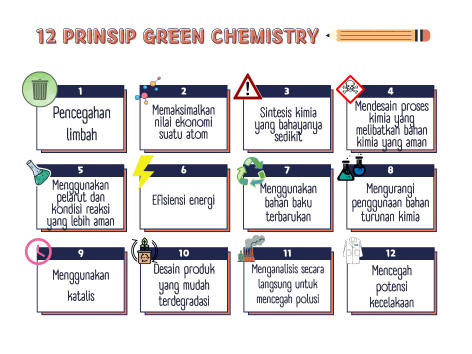 12 PRINSIP GREEN CHEMISTRY
1
Pencegahan
limbah
2
Memaksimalkan
nilai ekonomi
suatu atom
3
Sintesis kimia
yang bahayanya
sedikit
4
Mendesain proses
kimia yang
melibatkan bahan
kimia yang aman
5
Menggunakan
pelarut dan
kondisi reaksi
yang lebih aman
6
Efisiensi energi
7
Menggunakan
bahan baku
terbarukan
8
Mengurangi
penggunaan bahan
turunan kimia
9
Menggunakan
katalis
10
Desain produk
yang mudah
terdegradasi
11
Menganalisis secara
langsung untuk
mencegah polusi
12
Mencegah
potensi
kecelakaan